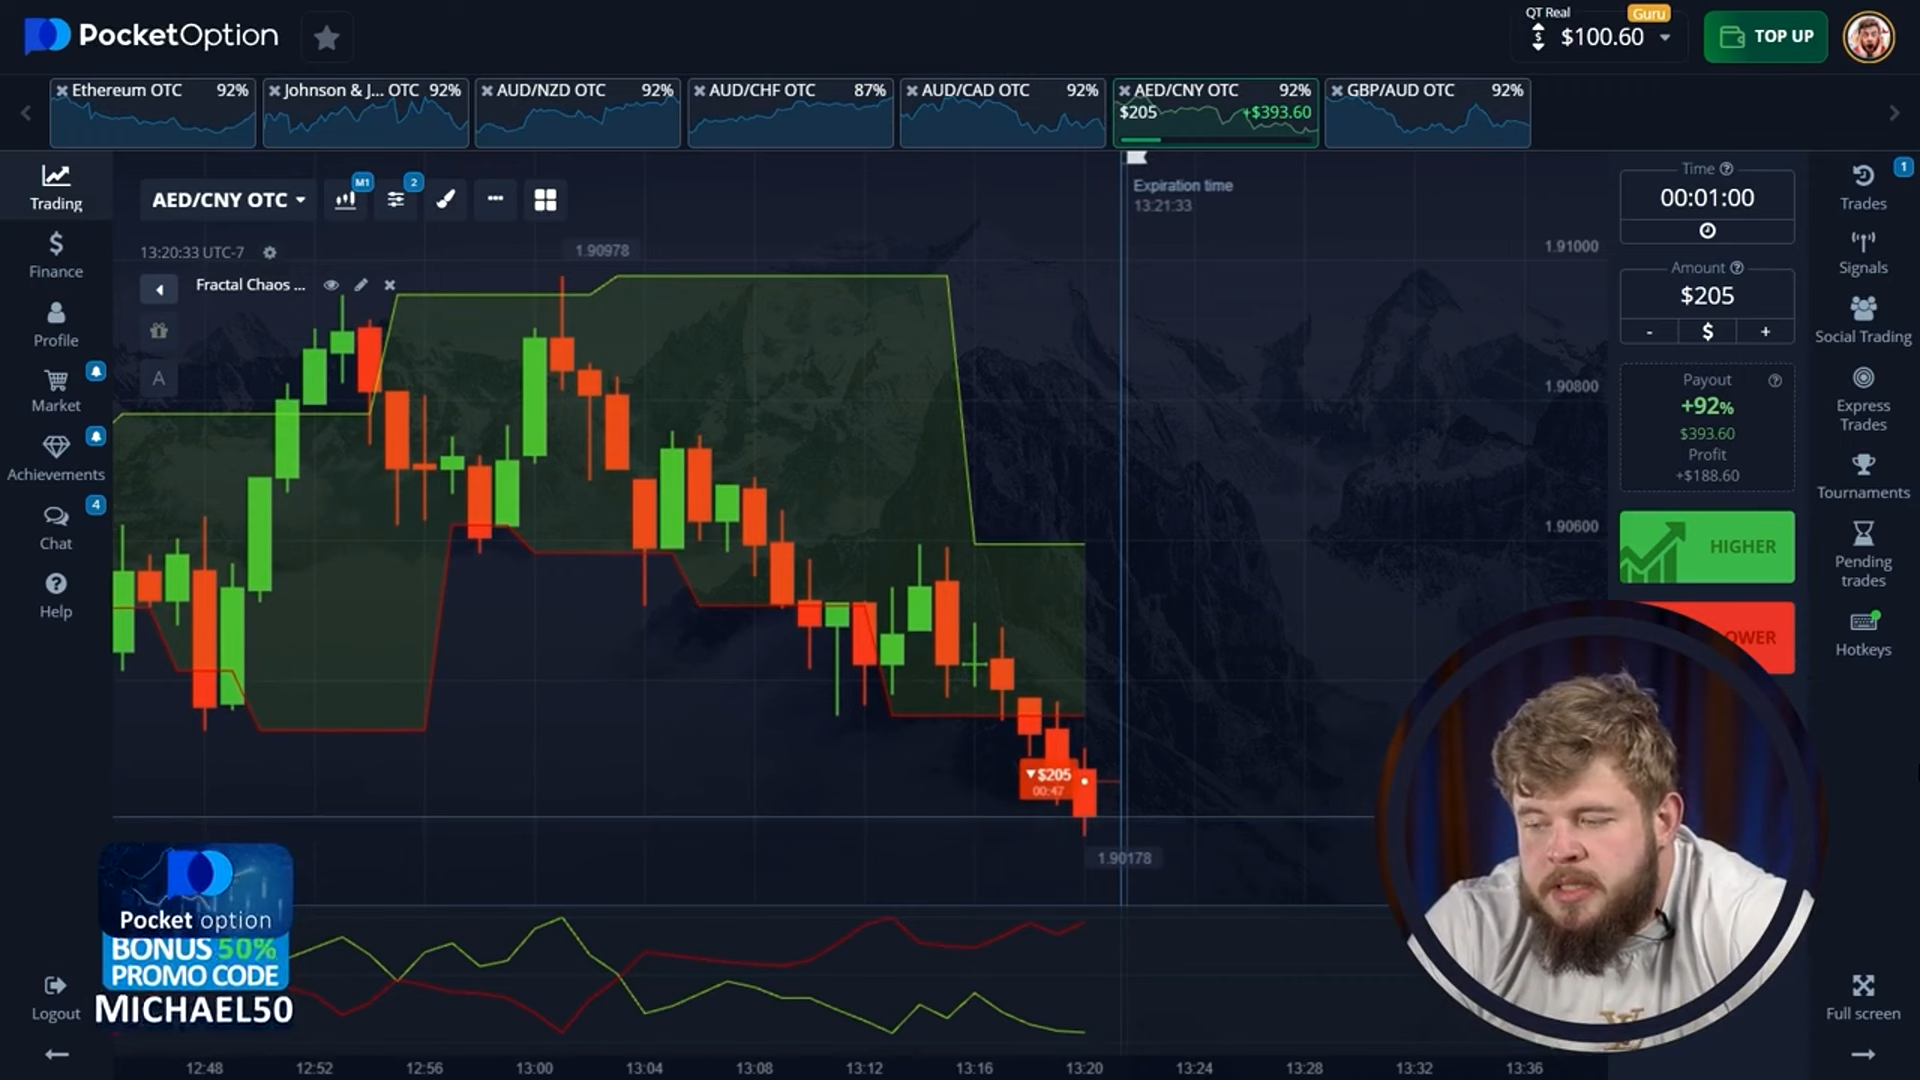 PocketOption
QT Real
Guru
$100.60
TOP UP
Ethereum OTC 92%
Johnson & J... OTC 92%
AUD/NZD OTC 92%
AUD/CHF OTC 87%
AUD/CAD OTC 92%
AED/CNY OTC 92%
$205 +$393.60
GBP/AUD OTC 92%
Trading
Finance
Profile
Market
Achievements
4
Chat
Help
Logout
AED/CNY OTC
M1
2
13:20:33 UTC-7
Fractal Chaos ...
A
1.90978
Expiration time
13:21:33
1.91000
1.90800
1.90600
$205
00:47
1.90178
Pocket option
BONUS 50%
PROMO CODE
MICHAEL50
12:48 12:52 12:56 13:00 13:04 13:08 13:12 13:16 13:20 13:24 13:28 13:32 13:36
Time
00:01:00
Amount
$205
- $ +
Payout
+92%
$393.60
Profit
+$188.60
HIGHER
OWER
1
Trades
Signals
Social Trading
Express
Trades
Tournaments
Pending
trades
Hotkeys
Full screen